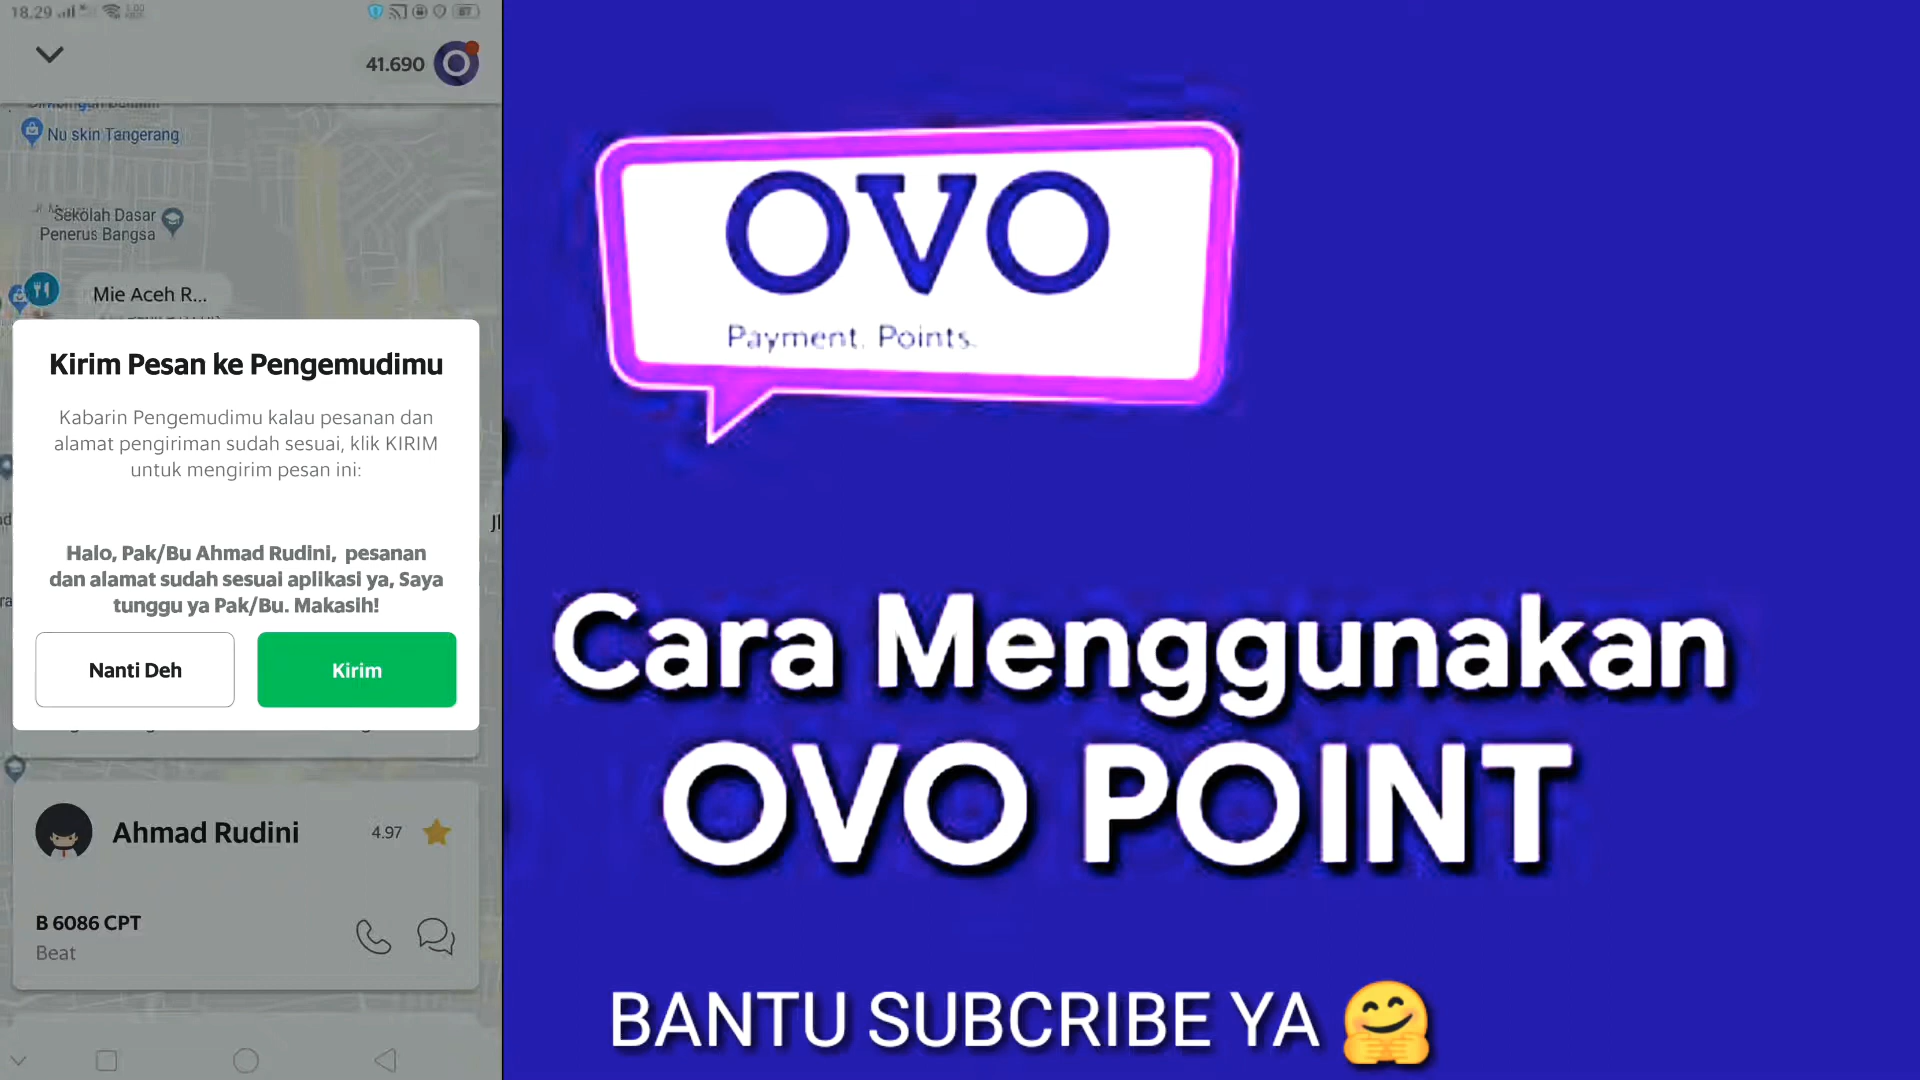 18.29
87
41.690
Nu skin Tangerang
Sekolah Dasar
Penerus Bangsa
Mie Aceh R...
Kirim Pesan ke Pengemudimu
Kabarin Pengemudimu kalau pesanan dan
alamat pengiriman sudah sesuai, klik KIRIM
untuk mengirim pesan ini:
Jl
Halo, Pak/Bu Ahmad Rudini, pesanan
dan alamat sudah sesuai aplikasi ya, Saya
tunggu ya Pak/Bu. Makasih!
Nanti Deh
Kirim
Ahmad Rudini
4.97
B 6086 CPT
Beat
OVO
Payment. Points.
Cara Menggunakan
OVO POINT
BANTU SUBCRIBE YA 🤗